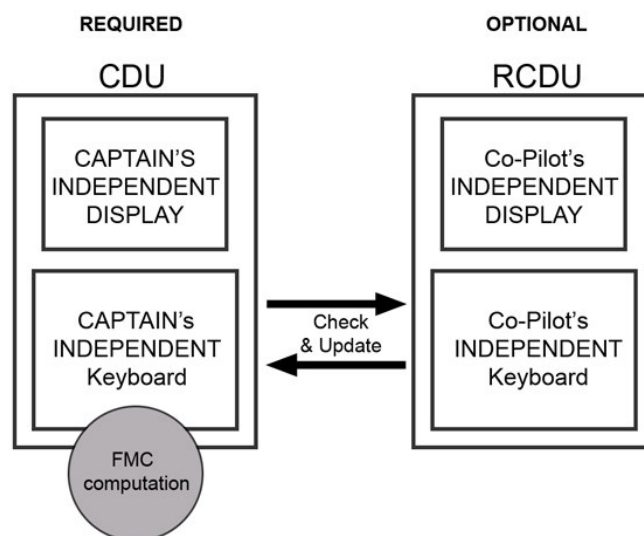 REQUIRED
CDU
CAPTAIN'S
INDEPENDENT
DISPLAY
CAPTAIN's
INDEPENDENT
Keyboard
FMC
computation
Check
& Update
OPTIONAL
RCDU
Co-Pilot's
INDEPENDENT
DISPLAY
Co-Pilot's
INDEPENDENT
Keyboard